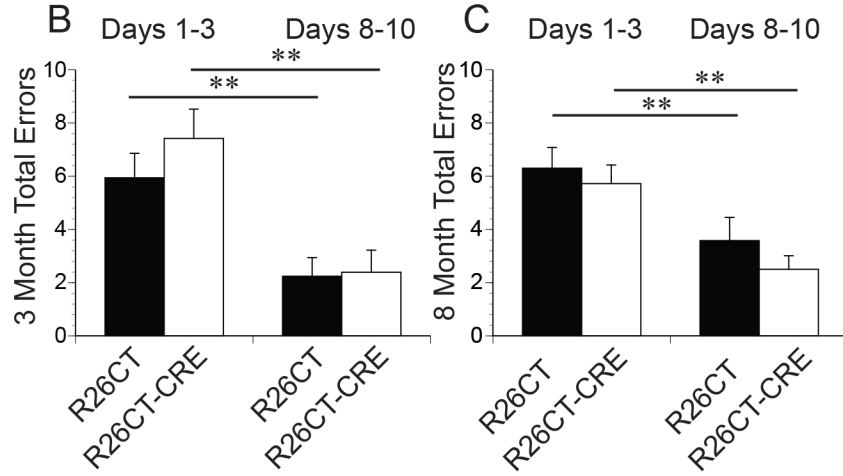 B
Days 1-3 Days 8-10
3 Month Total Errors
10
8
6
4
2
0
**
**
R26CT
R26CT-CRE
R26CT
R26CT-CRE
C
Days 1-3 Days 8-10
8 Month Total Errors
10
8
6
4
2
0
**
**
R26CT
R26CT-CRE
R26CT
R26CT-CRE